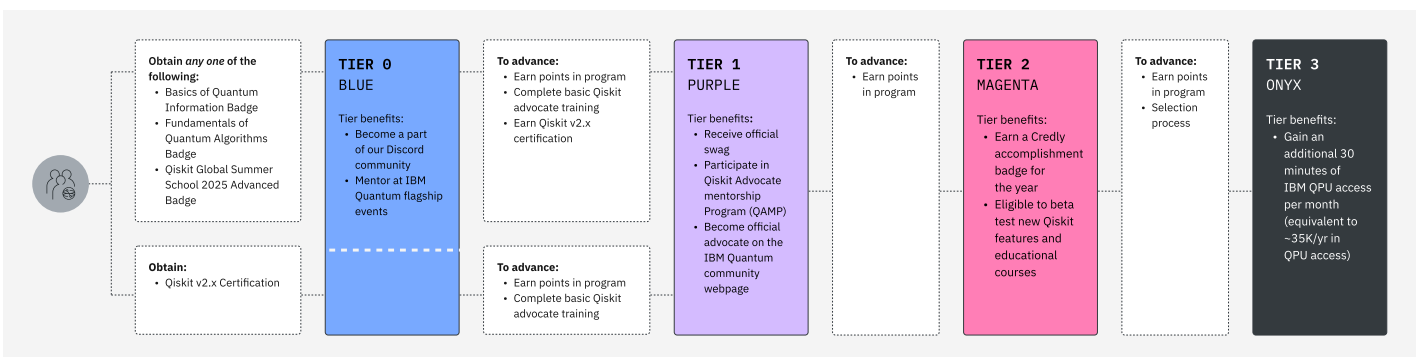 Obtain any one of the
following:
• Basics of Quantum
Information Badge
• Fundamentals of
Quantum Algorithms
Badge
• Qiskit Global Summer
School 2025 Advanced
Badge
Obtain:
• Qiskit v2.x Certification
TIER 0
BLUE
Tier benefits:
• Become a part
of our Discord
community
• Mentor at IBM
Quantum flagship
events
To advance:
• Earn points in program
• Complete basic Qiskit
advocate training
• Earn Qiskit v2.x
certification
To advance:
• Earn points in program
• Complete basic Qiskit
advocate training
TIER 1
PURPLE
Tier benefits:
• Receive official
swag
• Participate in
Qiskit Advocate
mentorship
Program (QAMP)
• Become official
advocate on the
IBM Quantum
community
webpage
To advance:
• Earn points
in program
TIER 2
MAGENTA
Tier benefits:
• Earn a Credly
accomplishment
badge for
the year
• Eligible to beta
test new Qiskit
features and
educational
courses
To advance:
• Earn points
in program
• Selection
process
TIER 3
ONYX
Tier benefits:
• Gain an
additional 30
minutes of
IBM QPU access
per month
(equivalent to
~35K/yr in
QPU access)